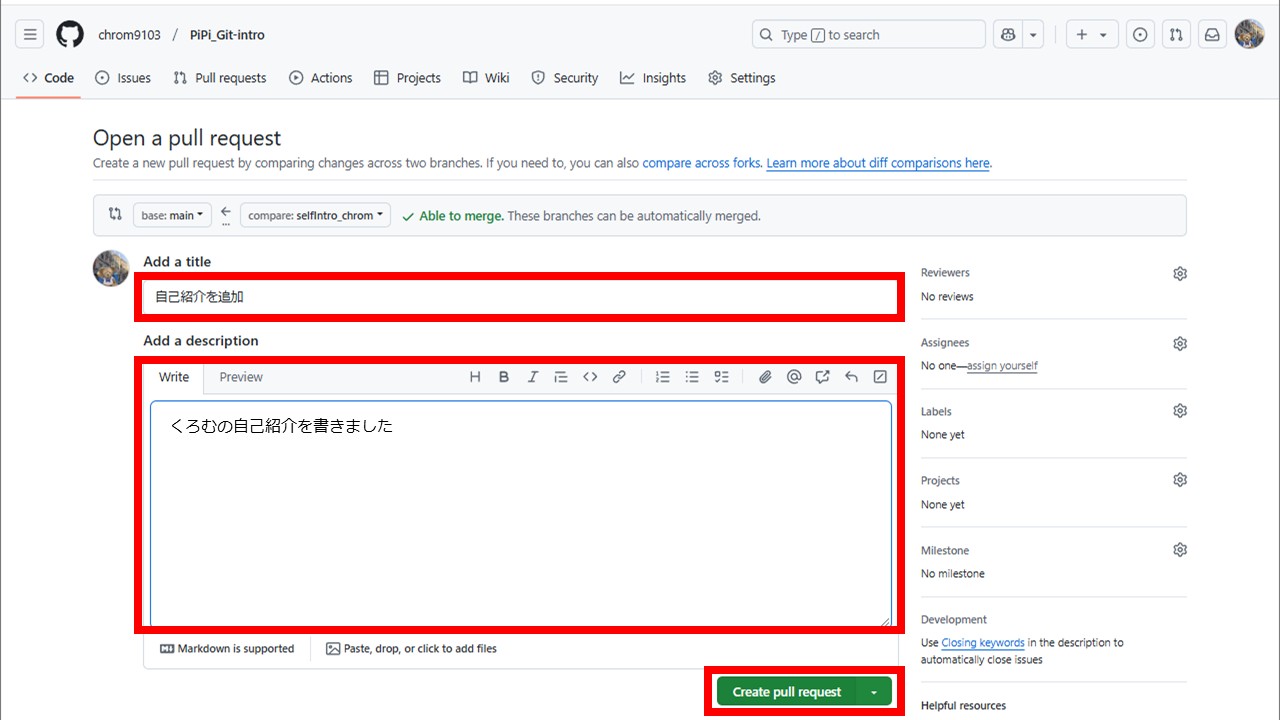 chrom9103 / PiPi_Git-intro
Type / to search
Code Issues Pull requests Actions Projects Wiki Security Insights Settings
Open a pull request
Create a new pull request by comparing changes across two branches. If you need to, you can also compare across forks. Learn more about diff comparisons here.
base: main ← compare: selfIntro_chrom ✓ Able to merge. These branches can be automatically merged.
Add a title
自己紹介を追加
Add a description
Write Preview
くろむの自己紹介を書きました
Markdown is supported Paste, drop, or click to add files
Create pull request
Reviewers
No reviews
Assignees
No one—assign yourself
Labels
None yet
Projects
None yet
Milestone
No milestone
Development
Use Closing keywords in the description to
automatically close issues
Helpful resources